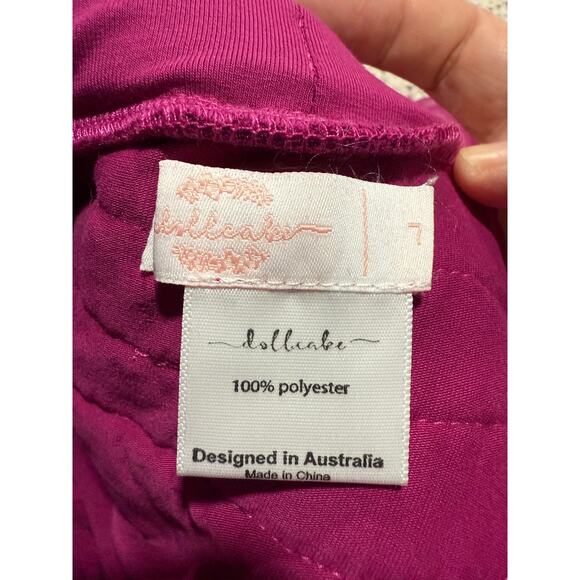 dollcake
7
dollcake
100% polyester
Designed in Australia
Made in China